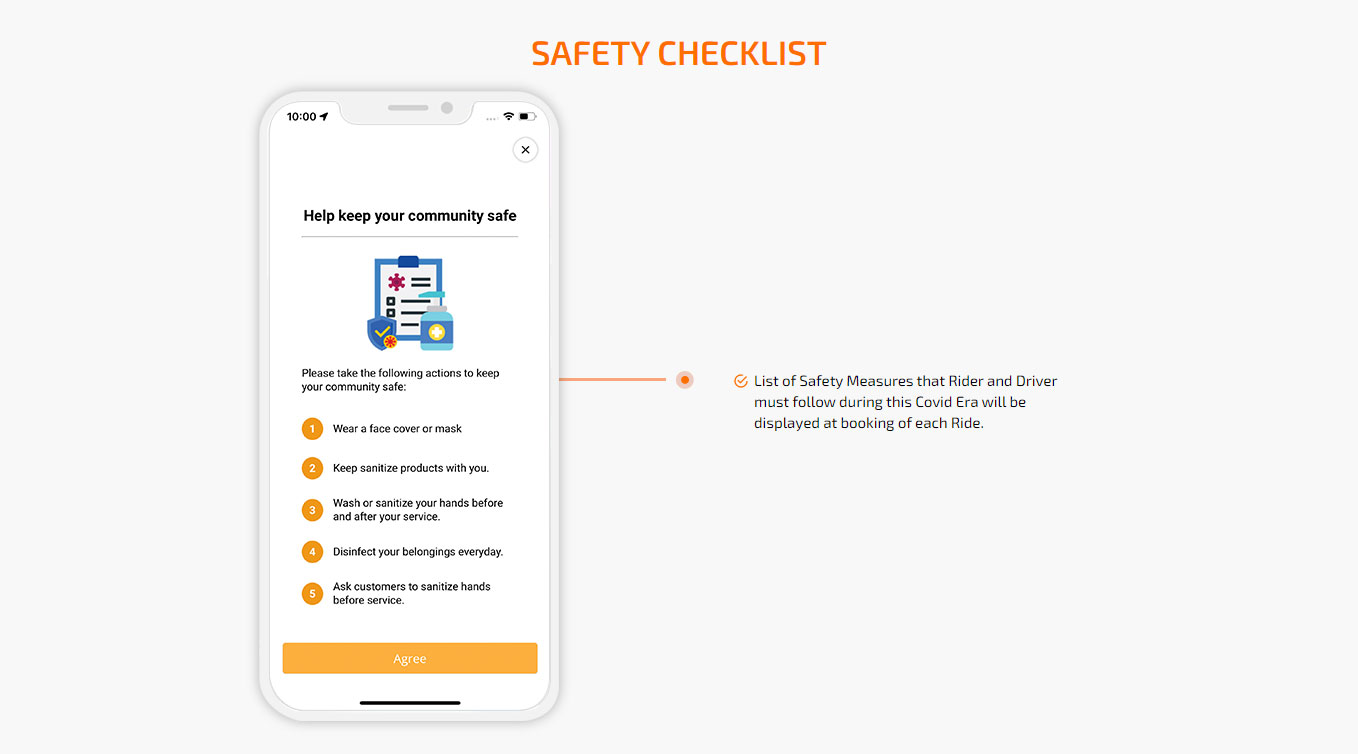 SAFETY CHECKLIST
10:00
Help keep your community safe
Please take the following actions to keep
your community safe:
1 Wear a face cover or mask
2 Keep sanitize products with you.
3 Wash or sanitize your hands before
and after your service.
4 Disinfect your belongings everyday.
5 Ask customers to sanitize hands
before service.
Agree
List of Safety Measures that Rider and Driver
must follow during this Covid Era will be
displayed at booking of each Ride.